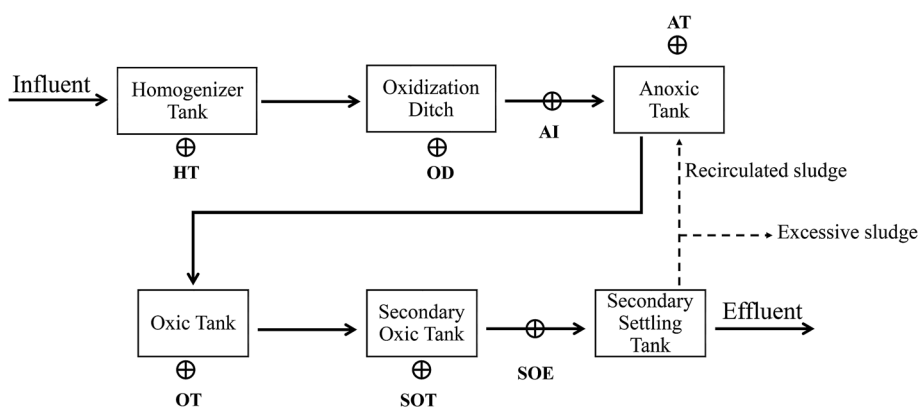 AT
Influent
Homogenizer
Tank
Oxidization
Ditch
Anoxic
Tank
HT
OD
AI
Recirculated sludge
Excessive sludge
Oxic Tank
Secondary
Oxic Tank
Secondary
Settling
Tank
Effluent
OT
SOT
SOE